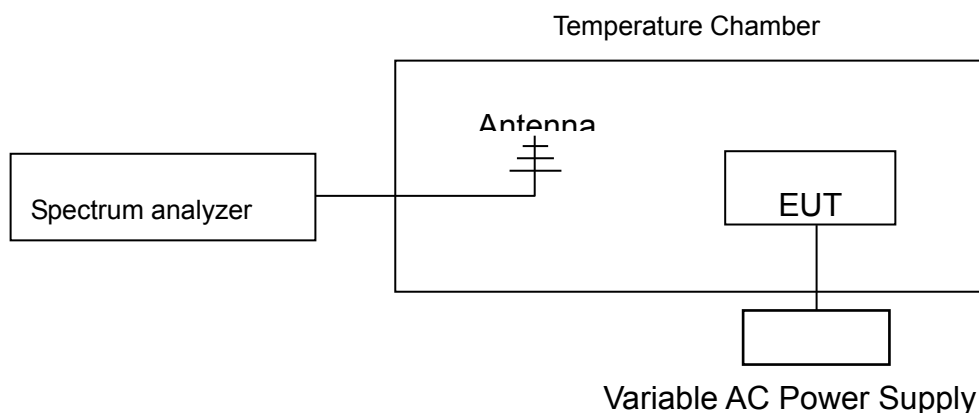 Temperature Chamber
Antenna
Spectrum analyzer
EUT
Variable AC Power Supply